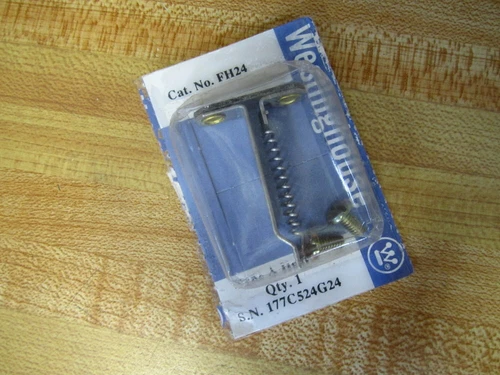 Cat. No. FH24
Westinghouse
Qty. 1
S.N. 177C524G24